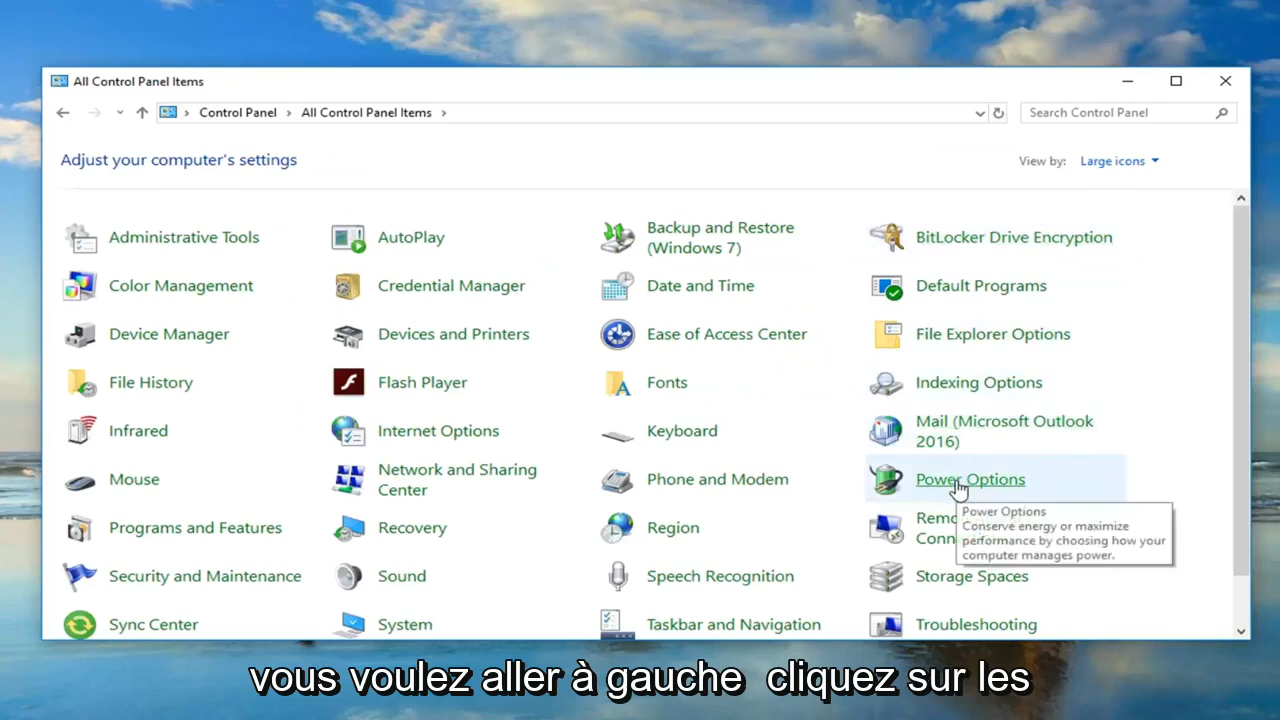 All Control Panel Items
Control Panel > All Control Panel Items >
Search Control Panel
Adjust your computer's settings
View by: Large icons
Administrative Tools
AutoPlay
Backup and Restore
(Windows 7)
BitLocker Drive Encryption
Color Management
Credential Manager
Date and Time
Default Programs
Device Manager
Devices and Printers
Ease of Access Center
File Explorer Options
File History
Flash Player
Fonts
Indexing Options
Infrared
Internet Options
Keyboard
Mail (Microsoft Outlook
2016)
Mouse
Network and Sharing
Center
Phone and Modem
Power Options
Power Options
Conserve energy or maximize
performance by choosing how your
computer manages power.
Programs and Features
Recovery
Region
Security and Maintenance
Sound
Speech Recognition
Storage Spaces
Sync Center
System
Taskbar and Navigation
Troubleshooting
vous voulez aller à gauche cliquez sur les